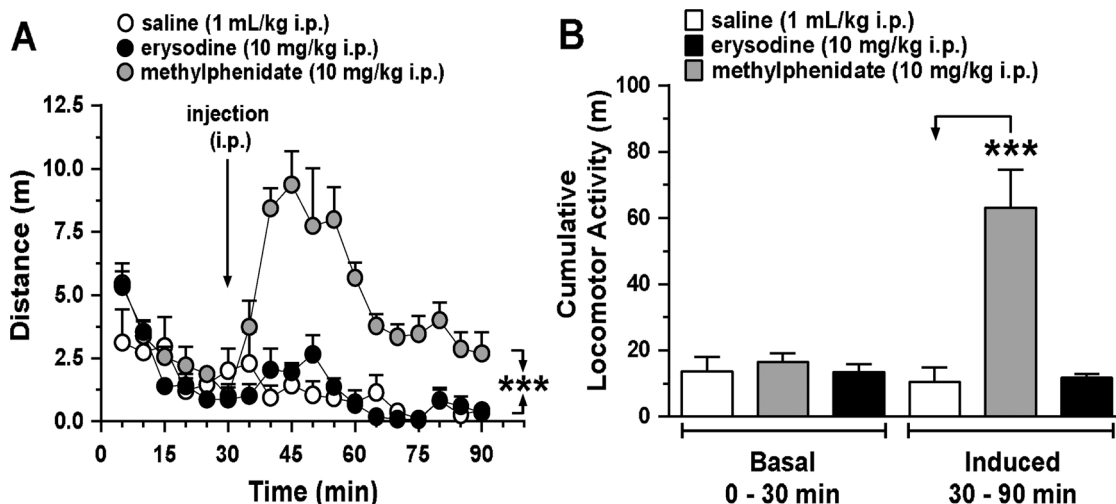 A
saline (1 mL/kg i.p.)
erysodine (10 mg/kg i.p.)
methylphenidate (10 mg/kg i.p.)
injection
(i.p.)
Distance (m)
12.5
10.0
7.5
5.0
2.5
0.0
0 15 30 45 60 75 90
Time (min)
***
B
saline (1 mL/kg i.p.)
erysodine (10 mg/kg i.p.)
methylphenidate (10 mg/kg i.p.)
Cumulative
Locomotor Activity (m)
100
80
60
40
20
0
***
Basal
0 - 30 min
Induced
30 - 90 min